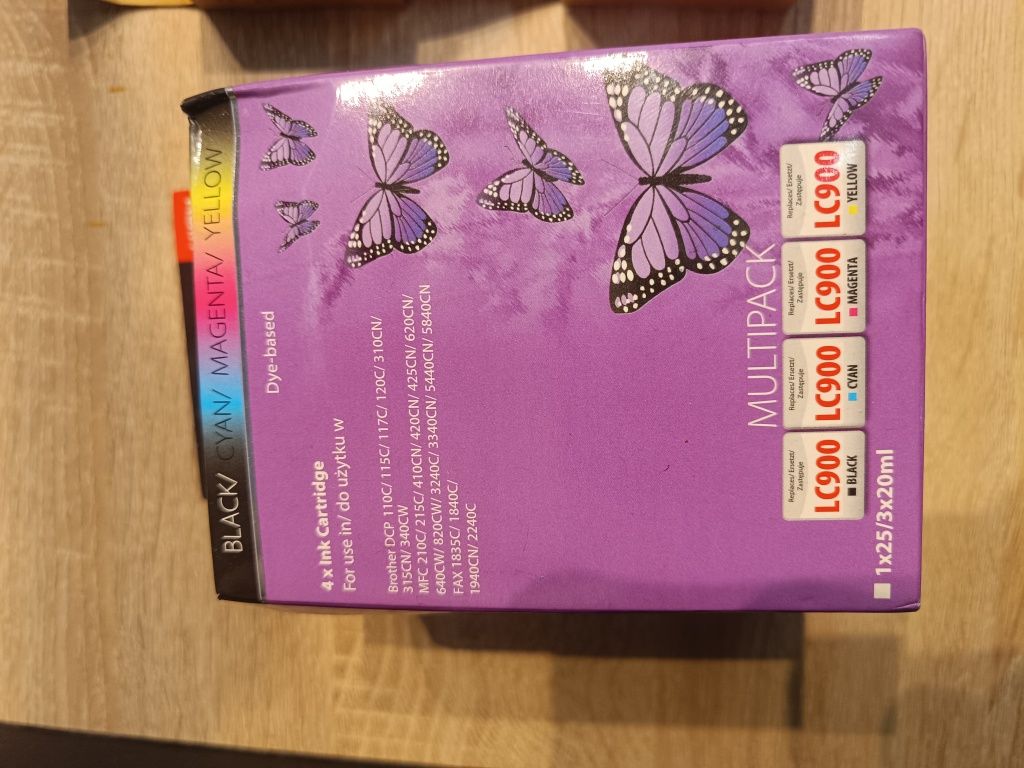 BLACK/ CYAN/ MAGENTA/ YELLOW
Dye-based
4 x Ink Cartridge
For use in/ do użytku w
Brother DCP 110C/ 115C/ 117C/ 120C/ 310CN/
315CN/ 340CW
MFC 210C/ 215C/ 410CN/ 420CN/ 425CN/ 620CN/
640CW/ 820CW/ 3240C/ 3340CN/ 5440CN/ 5840CN
FAX 1835C/ 1840C/
1940CN/ 2240C
MULTIPACK
Replaces/ Ersetzt/
Zastępuje
LC900
BLACK
Replaces/ Ersetzt/
Zastępuje
LC900
CYAN
Replaces/ Ersetzt/
Zastępuje
LC900
MAGENTA
Replaces/ Ersetzt/
Zastępuje
LC900
YELLOW
1x25/3x20ml